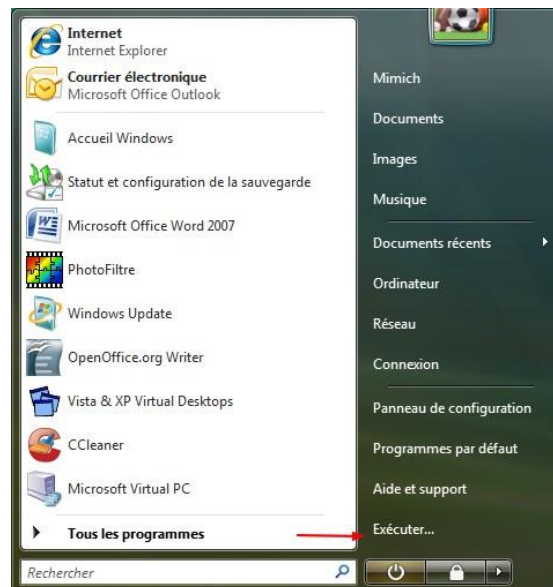 Internet
Internet Explorer
Courrier électronique
Microsoft Office Outlook
Accueil Windows
Statut et configuration de la sauvegarde
Microsoft Office Word 2007
PhotoFiltre
Windows Update
OpenOffice.org Writer
Vista & XP Virtual Desktops
CCleaner
Microsoft Virtual PC
Tous les programmes
Rechercher
Mimich
Documents
Images
Musique
Documents récents
Ordinateur
Réseau
Connexion
Panneau de configuration
Programmes par défaut
Aide et support
Exécuter...